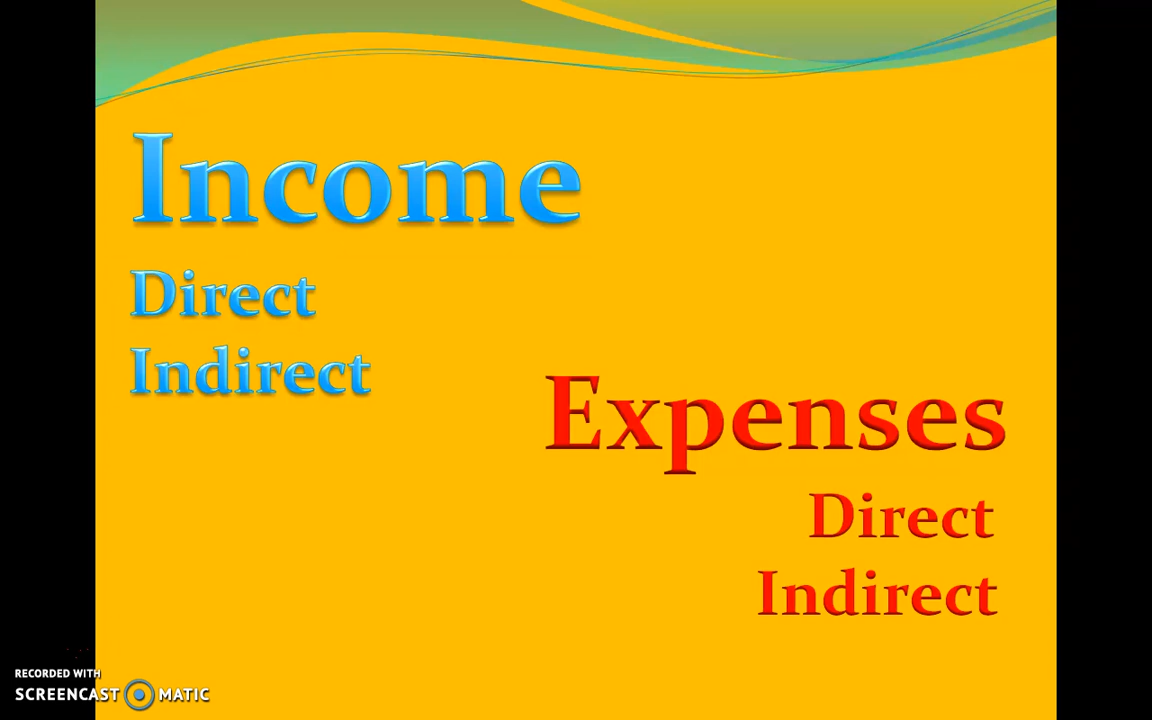 Income
Direct
Indirect
Expenses
Direct
Indirect
RECORDED WITH
SCREENCAST MATIC